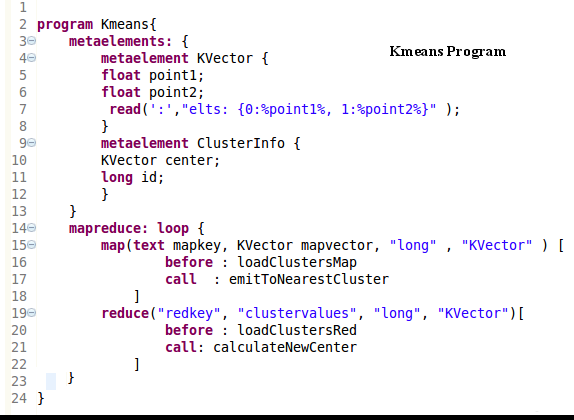 1
2 program Kmeans{
3 metaelements: {
Kmeans Program
4 metaelement KVector {
5 float point1;
6 float point2;
7 read(':',"elts: {0:%point1%, 1:%point2%}" );
8 }
9 metaelement ClusterInfo {
10 KVector center;
11 long id;
12 }
13 }
14 mapreduce: loop {
15 map(text mapkey, KVector mapvector, "long" , "KVector" ) [
16 before : loadClustersMap
17 call : emitToNearestCluster
18 ]
19 reduce("redkey", "clustervalues", "long", "KVector")[
20 before : loadClustersRed
21 call: calculateNewCenter
22 ]
23 }
24 }